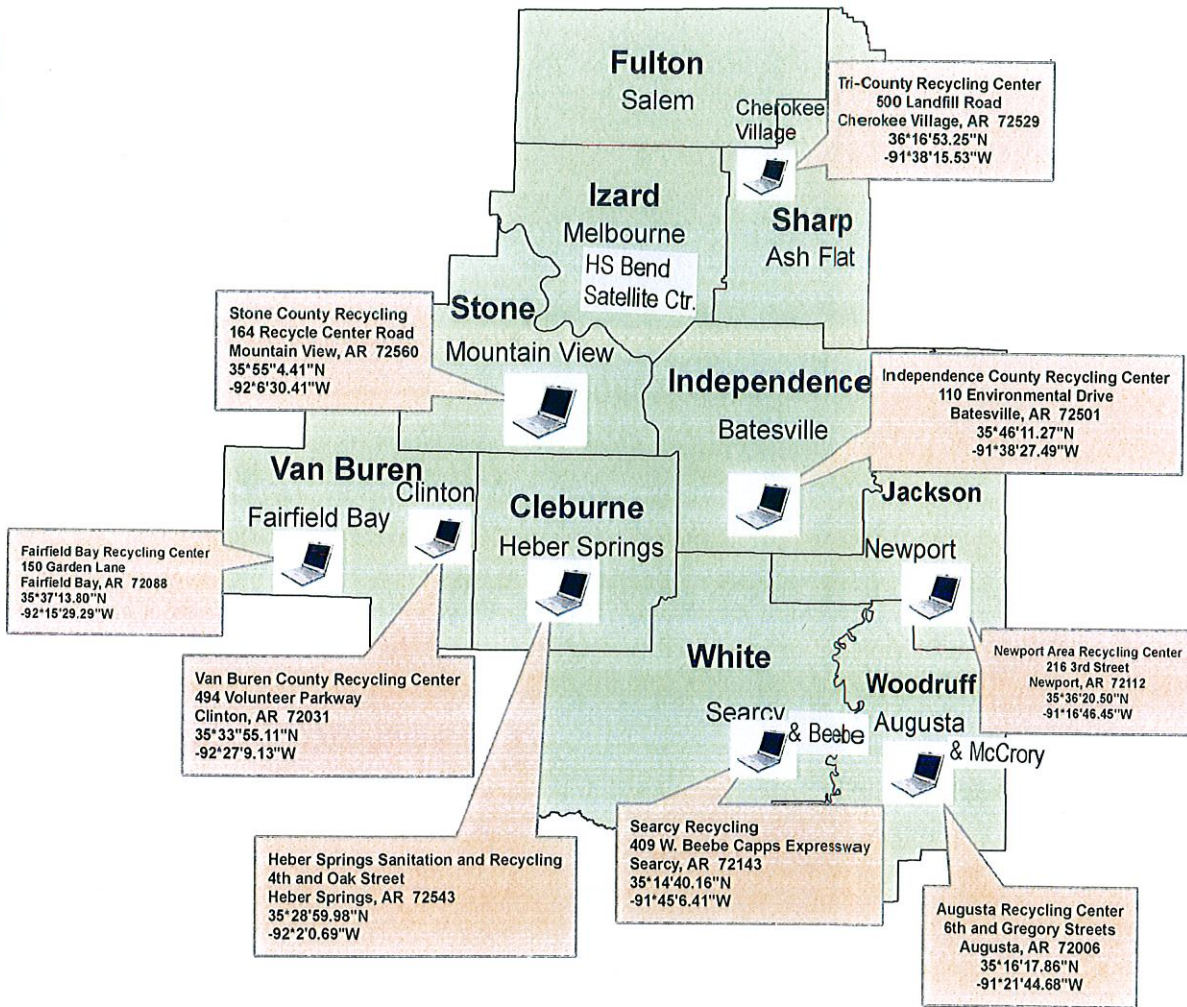 Fulton
Salem
Cherokee
Village
Tri-County Recycling Center
500 Landfill Road
Cherokee Village, AR 72529
36*16'53.25"N
-91*38'15.53"W
Izard
Melbourne
HS Bend
Satellite Ctr.
Sharp
Ash Flat
Stone County Recycling
164 Recycle Center Road
Mountain View, AR 72560
35*55"4.41"N
-92*6'30.41"W
Stone
Mountain View
Independence
Batesville
Independence County Recycling Center
110 Environmental Drive
Batesville, AR 72501
35*46'11.27"N
-91*38'27.49"W
Van Buren
Clinton
Fairfield Bay
Cleburne
Heber Springs
Jackson
Newport
Fairfield Bay Recycling Center
150 Garden Lane
Fairfield Bay, AR 72088
35*37'13.80"N
-92*15'29.29"W
Van Buren County Recycling Center
494 Volunteer Parkway
Clinton, AR 72031
35*33"55.11"N
-92*27'9.13"W
White
Searcy
& Beebe
Woodruff
Augusta
& McCrory
Newport Area Recycling Center
216 3rd Street
Newport, AR 72112
35*36'20.50"N
-91*16'46.45"W
Heber Springs Sanitation and Recycling
4th and Oak Street
Heber Springs, AR 72543
35*28'59.98"N
-92*2'0.69"W
Searcy Recycling
409 W. Beebe Capps Expressway
Searcy, AR 72143
35*14'40.16"N
-91*45'6.41"W
Augusta Recycling Center
6th and Gregory Streets
Augusta, AR 72006
35*16'17.86"N
-91*21'44.68"W